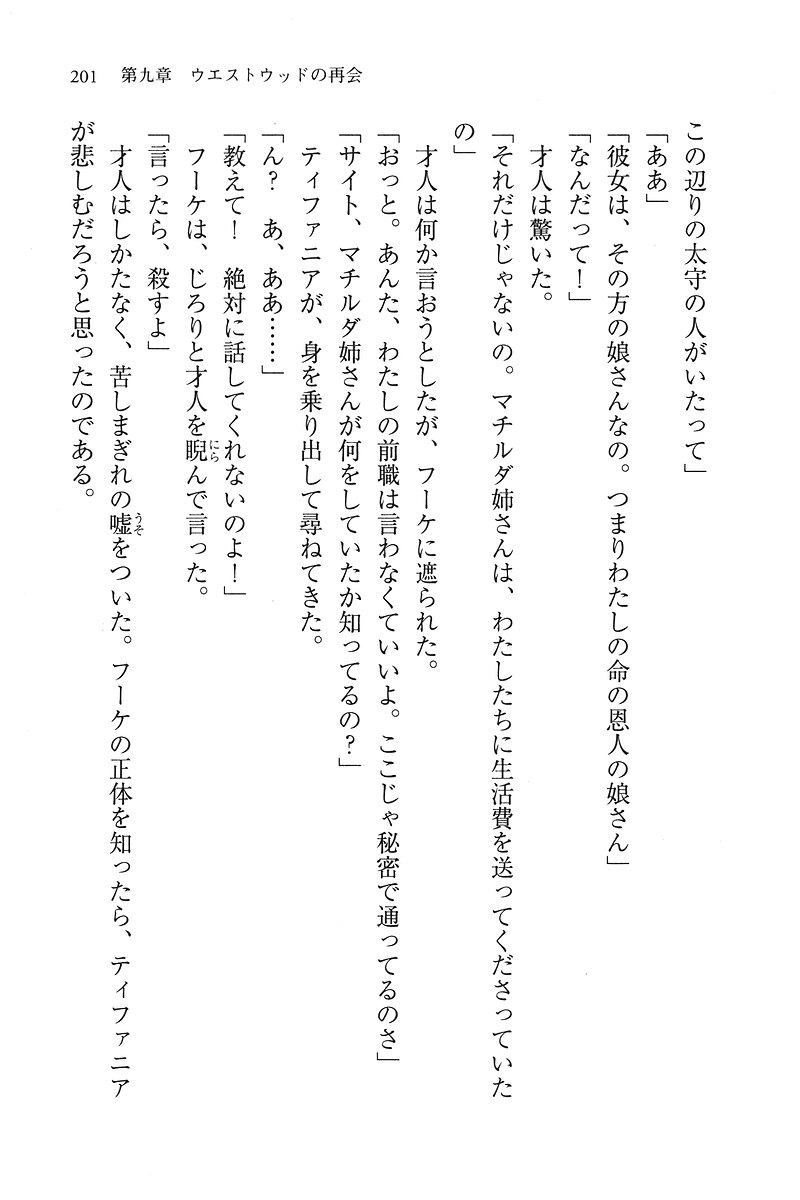 201　第九章　ウエストウッドの再会
この辺りの太守の人がいたって」
「ああ」
「彼女は、その方の娘さんなの。つまりわたしの命の恩人の娘さん」
「なんだって！」
　才人は驚いた。
「それだけじゃないの。マチルダ姉さんは、わたしたちに生活費を送ってくださっていた
の」
　才人は何か言おうとしたが、フーケに遮られた。
「おっと。あんた、わたしの前職は言わなくていいよ。ここじゃ秘密で通ってるのさ」
「サイト、マチルダ姉さんが何をしていたか知ってるの？」
　ティファニアが、身を乗り出して尋ねてきた。
「ん？　あ、ああ……」
「教えて！　絶対に話してくれないのよ！」
　フーケは、じろりと才人を睨にらんで言った。
「言ったら、殺すよ」
　才人はしかたなく、苦しまぎれの嘘うそをついた。フーケの正体を知ったら、ティファニア
が悲しむだろうと思ったのである。